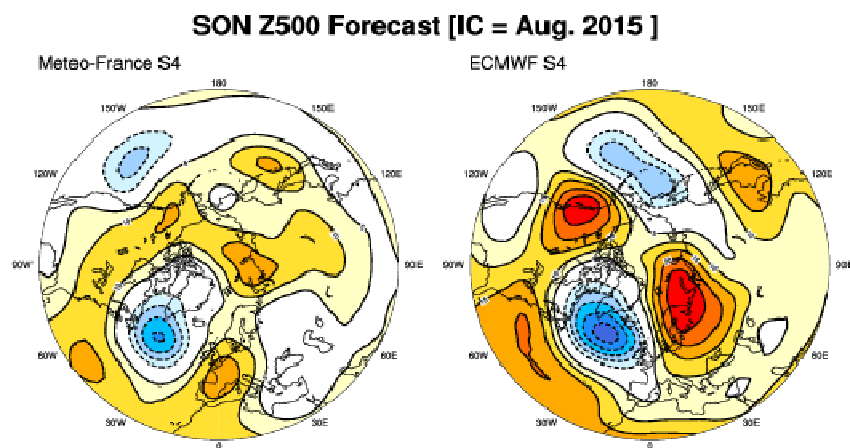 SON Z500 Forecast [IC = Aug. 2015 ]
Meteo-France S4
ECMWF S4
180
180
150W
150E
150W
150E
120W
120E
120W
120E
90W
90E
90W
90E
60W
60E
60W
60E
30W
30E
30W
30E
0
0